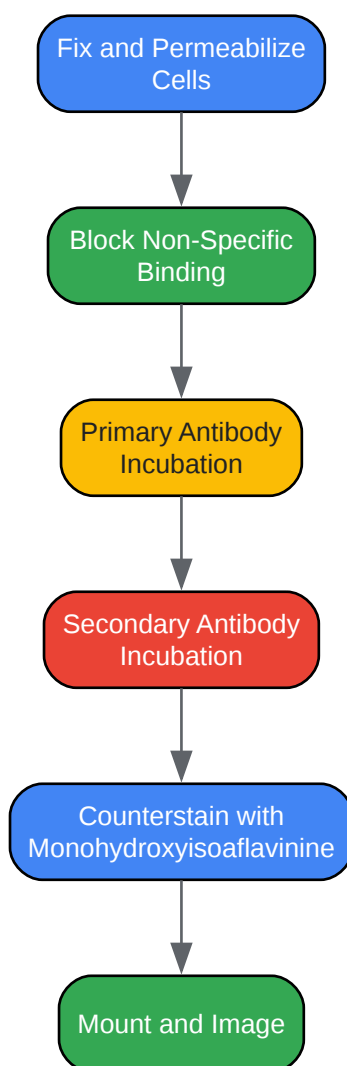 Fix and Permeabilize
Cells
Block Non-Specific
Binding
Primary Antibody
Incubation
Secondary Antibody
Incubation
Counterstain with
Monohydroxyisoaflavinine
Mount and Image